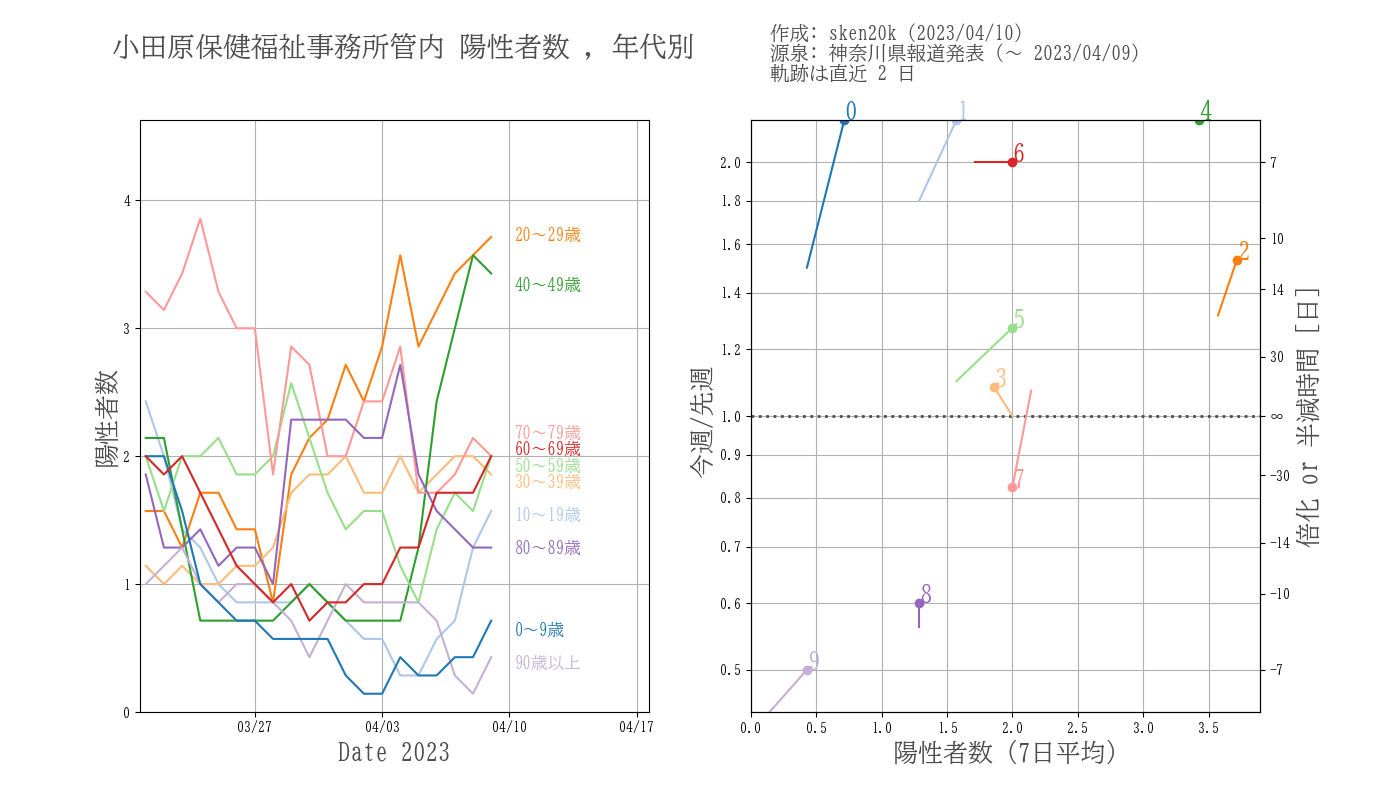 小田原保健福祉事務所管内 陽性者数 , 年代別
作成: sken20k (2023/04/10)
源泉: 神奈川県報道発表 (〜 2023/04/09)
軌跡は直近 2 日
陽性者数
4
3
2
1
0
03/27
04/03
04/10
04/17
Date 2023
20〜29歳
40〜49歳
70〜79歳
60〜69歳
50〜59歳
30〜39歳
10〜19歳
80〜89歳
0〜9歳
90歳以上
今週/先週
2.0
1.8
1.6
1.4
1.2
1.0
0.9
0.8
0.7
0.6
0.5
0
1
4
6
2
5
3
7
8
9
0.0
0.5
1.0
1.5
2.0
2.5
3.0
3.5
陽性者数 (7日平均)
7
10
14
30
∞
−30
−14
−10
−7
倍化 or 半減時間 [日]